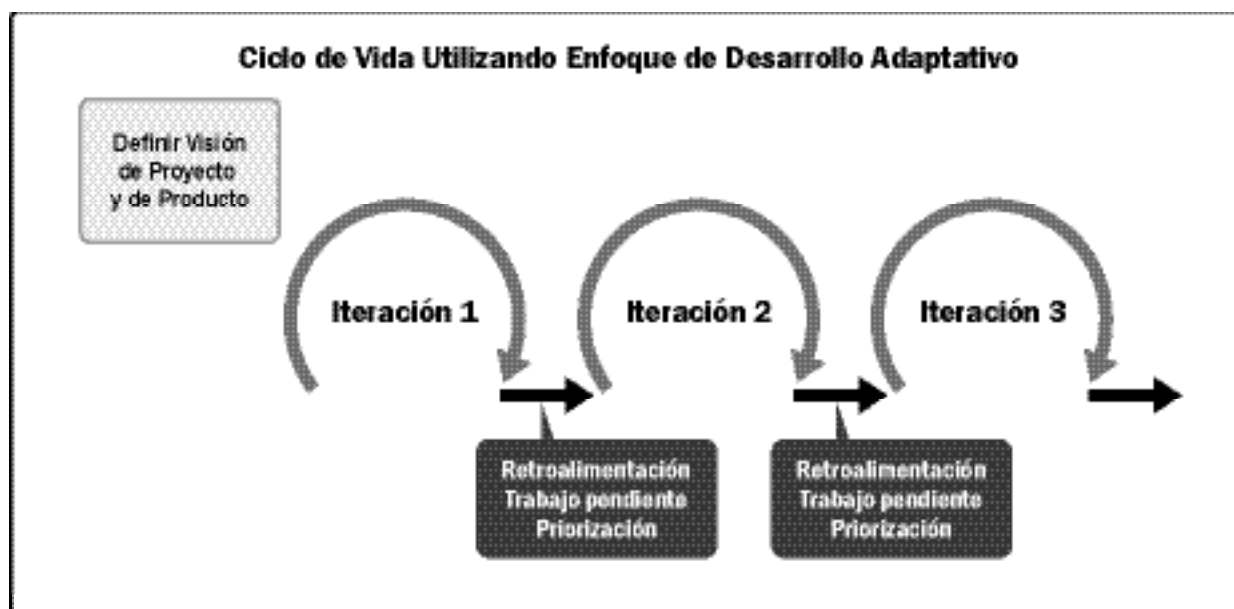 Ciclo de Vida Utilizando Enfoque de Desarrollo Adaptativo
Definir Visión
de Proyecto
y de Producto
Iteración 1
Iteración 2
Iteración 3
Retroalimentación
Trabajo pendiente
Priorización
Retroalimentación
Trabajo pendiente
Priorización